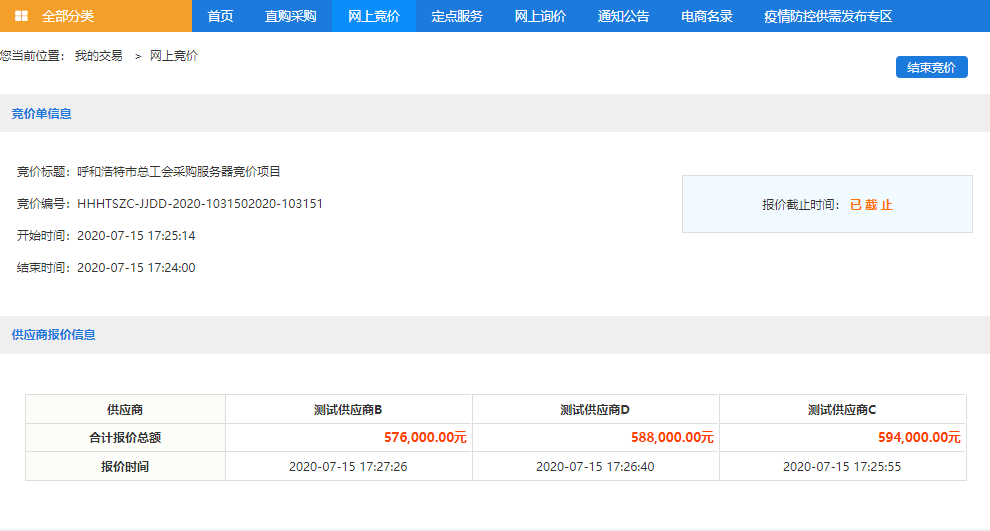 全部分类 首页 直购采购 网上竞价 定点服务 网上询价 通知公告 电商名录 疫情防控供需发布专区
您当前位置： 我的交易 > 网上竞价
结束竞价
竞价单信息
竞价标题：呼和浩特市总工会采购服务器竞价项目
竞价编号：HHHTSZC-JJDD-2020-1031502020-103151
报价截止时间：已 截 止
开始时间：2020-07-15 17:25:14
结束时间：2020-07-15 17:24:00
供应商报价信息
供应商 测试供应商B 测试供应商D 测试供应商C
合计报价总额 576,000.00元 588,000.00元 594,000.00元
报价时间 2020-07-15 17:27:26 2020-07-15 17:26:40 2020-07-15 17:25:55